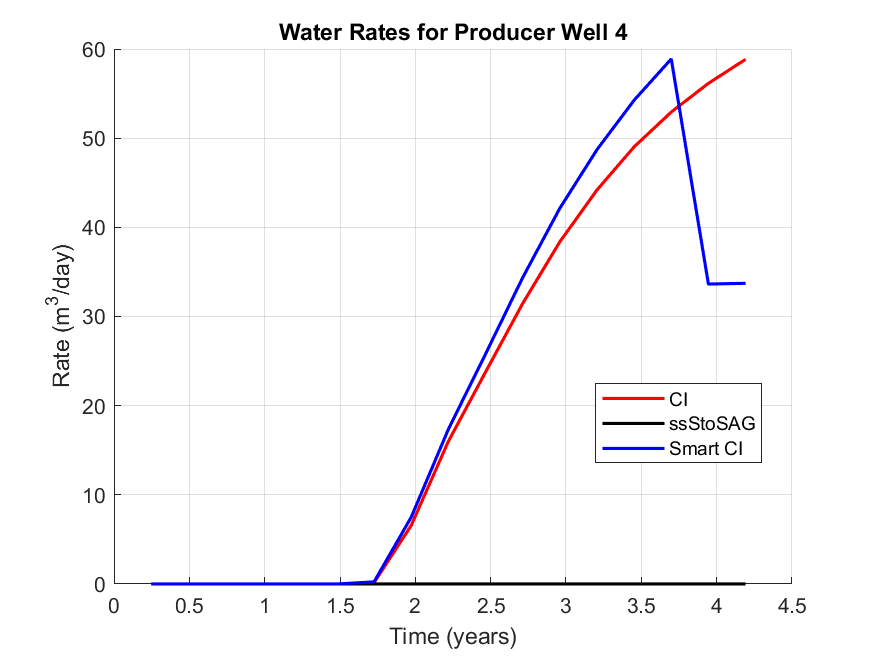 Water Rates for Producer Well 4
60
50
40
30
20
10
0
Rate (m³/day)
CI
ssStoSAG
Smart CI
0 0.5 1 1.5 2 2.5 3 3.5 4 4.5
Time (years)